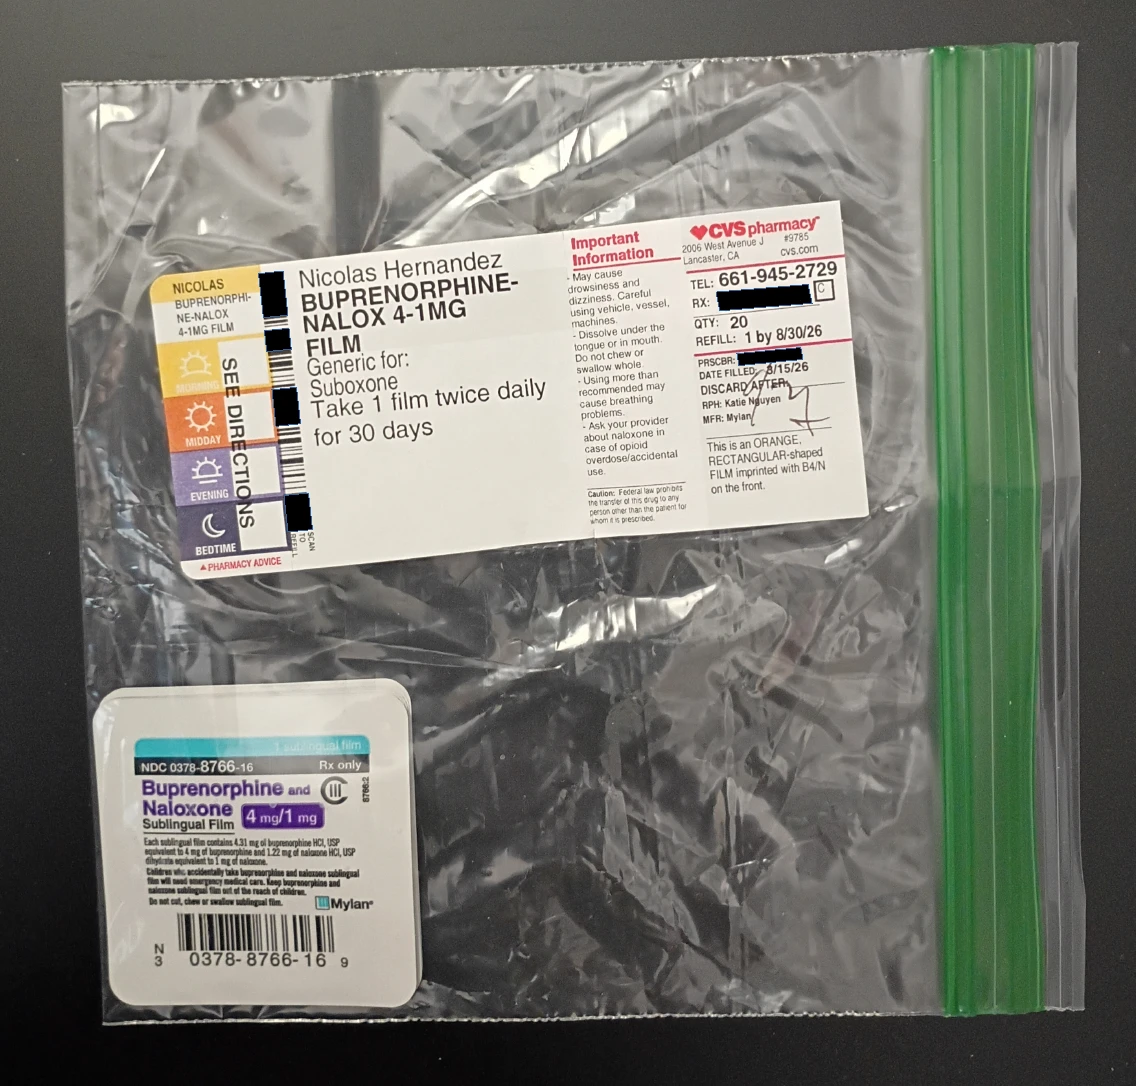 NICOLAS
BUPRENORPHI-
NE-NALOX
4-1MG FILM
MORNING
MIDDAY
EVENING
BEDTIME
SEE DIRECTIONS
PHARMACY ADVICE
SCAN
TO
REFILL
Nicolas Hernandez
BUPRENORPHINE-
NALOX 4-1MG
FILM
Generic for:
Suboxone
Take 1 film twice daily
for 30 days
Important
Information
- May cause
drowsiness and
dizziness. Careful
using vehicle, vessel,
machines.
- Dissolve under the
tongue or in mouth.
Do not chew or
swallow whole.
- Using more than
recommended may
cause breathing
problems.
- Ask your provider
about naloxone in
case of opioid
overdose/accidental
use.
Caution: Federal law prohibits
the transfer of this drug to any
person other than the patient for
whom it is prescribed.
CVS pharmacy
2006 West Avenue J #9785
Lancaster, CA cvs.com
TEL: 661-945-2729
RX: C
QTY: 20
REFILL: 1 by 8/30/26
PRSCBR:
DATE FILLED: 8/15/26
DISCARD AFTER:
RPH: Katie Nguyen
MFR: Mylan
This is an ORANGE,
RECTANGULAR-shaped
FILM imprinted with B4/N
on the front.
1 sublingual film
NDC 0378-8766-16 Rx only
Buprenorphine and
Naloxone 4 mg/1 mg
Sublingual Film
CIII
8766:2
Each sublingual film contains 4.31 mg of buprenorphine HCl, USP
equivalent to 4 mg of buprenorphine and 1.22 mg of naloxone HCl, USP
dihydrate equivalent to 1 mg of naloxone.
Children who accidentally take buprenorphine and naloxone sublingual
film will need emergency medical care. Keep buprenorphine and
naloxone sublingual film out of the reach of children.
Do not cut, chew or swallow sublingual film.
Mylan
N
3 0378-8766-16 9